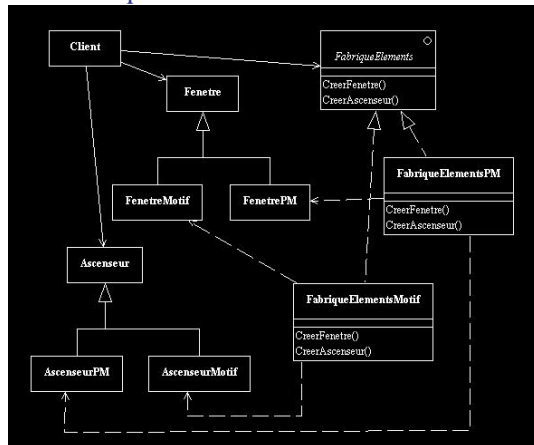 Client
FabriqueElements
CreerFenetre()
CreerAscenseur()
Fenetre
FabriqueElementsPM
CreerFenetre()
CreerAscenseur()
FenetreMotif
FenetrePM
Ascenseur
FabriqueElementsMotif
CreerFenetre()
CreerAscenseur()
AscenseurPM
AscenseurMotif